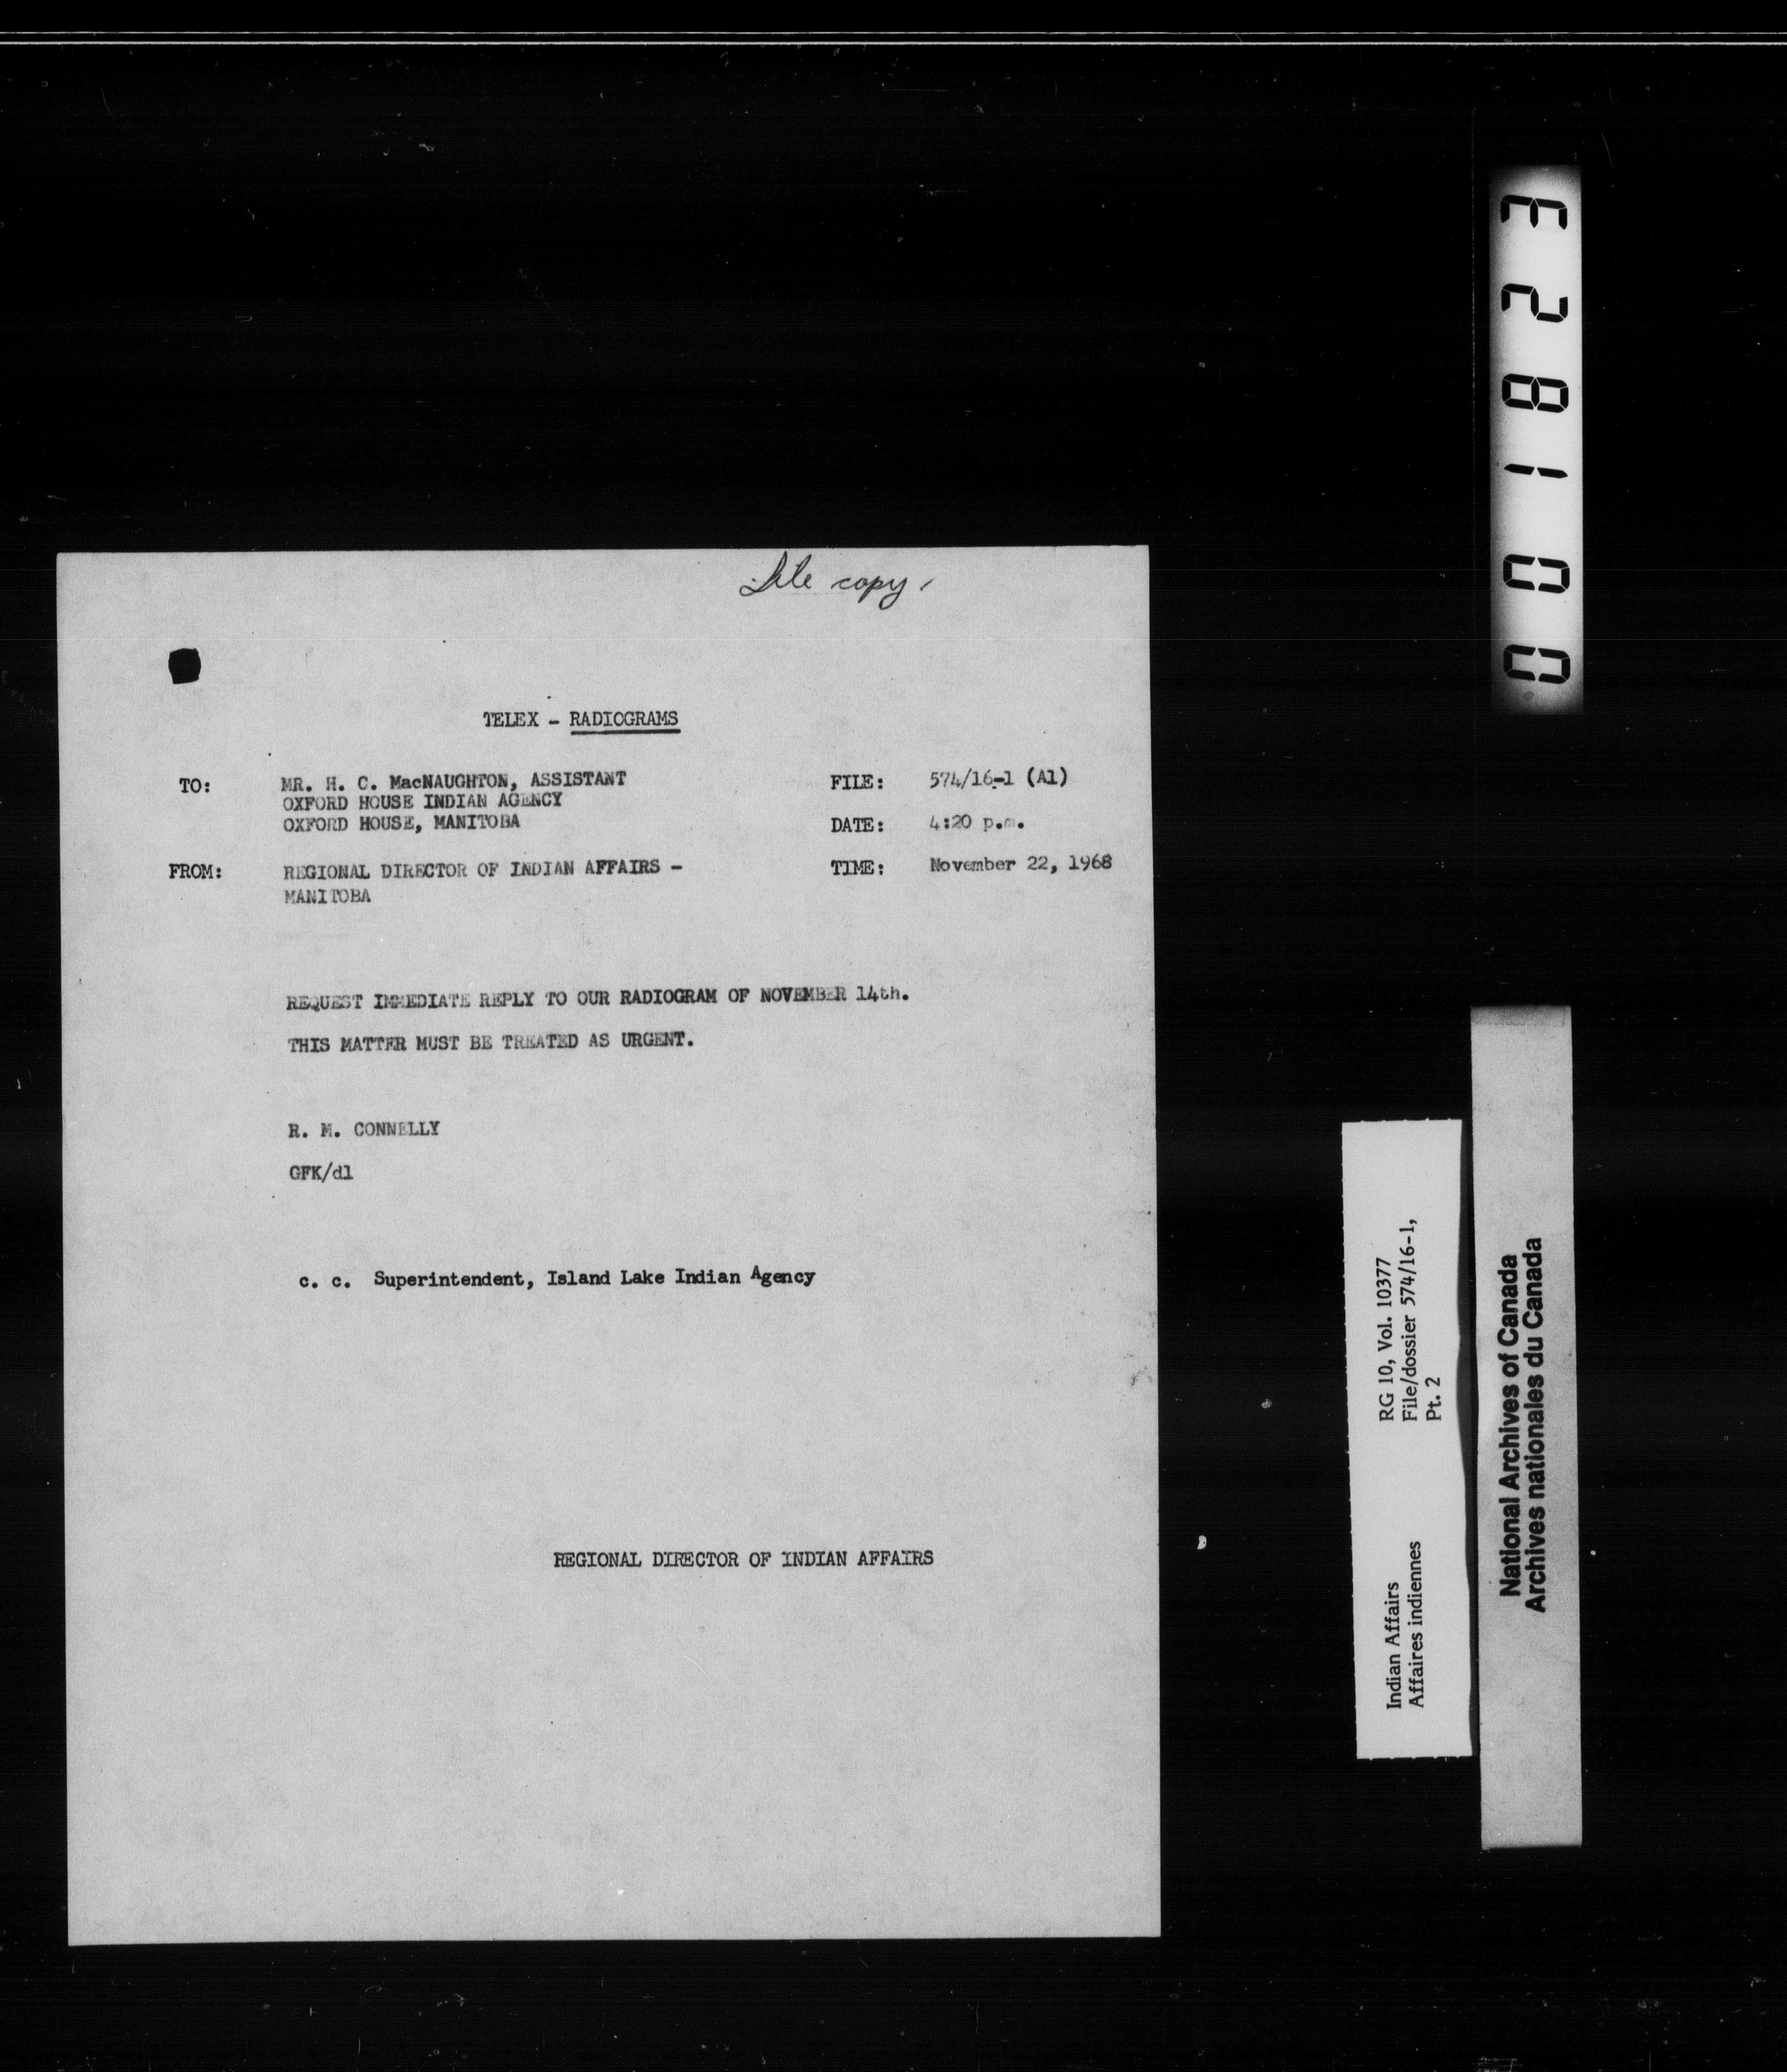 File copy.
TELEX - RADIOGRAMS
TO: MR. H. C. MacNAUGHTON, ASSISTANT
OXFORD HOUSE INDIAN AGENCY
OXFORD HOUSE, MANITOBA
FILE: 574/16-1 (A1)
DATE: 4:20 p.m.
FROM: REGIONAL DIRECTOR OF INDIAN AFFAIRS -
MANITOBA
TIME: November 22, 1968
REQUEST IMMEDIATE REPLY TO OUR RADIOGRAM OF NOVEMBER 14th.
THIS MATTER MUST BE TREATED AS URGENT.
R. M. CONNELLY
GFK/dl
c. c. Superintendent, Island Lake Indian Agency
REGIONAL DIRECTOR OF INDIAN AFFAIRS
001823
Indian Affairs
Affaires indiennes
RG 10, Vol. 10377
File/dossier 574/16-1,
Pt. 2
National Archives of Canada
Archives nationales du Canada